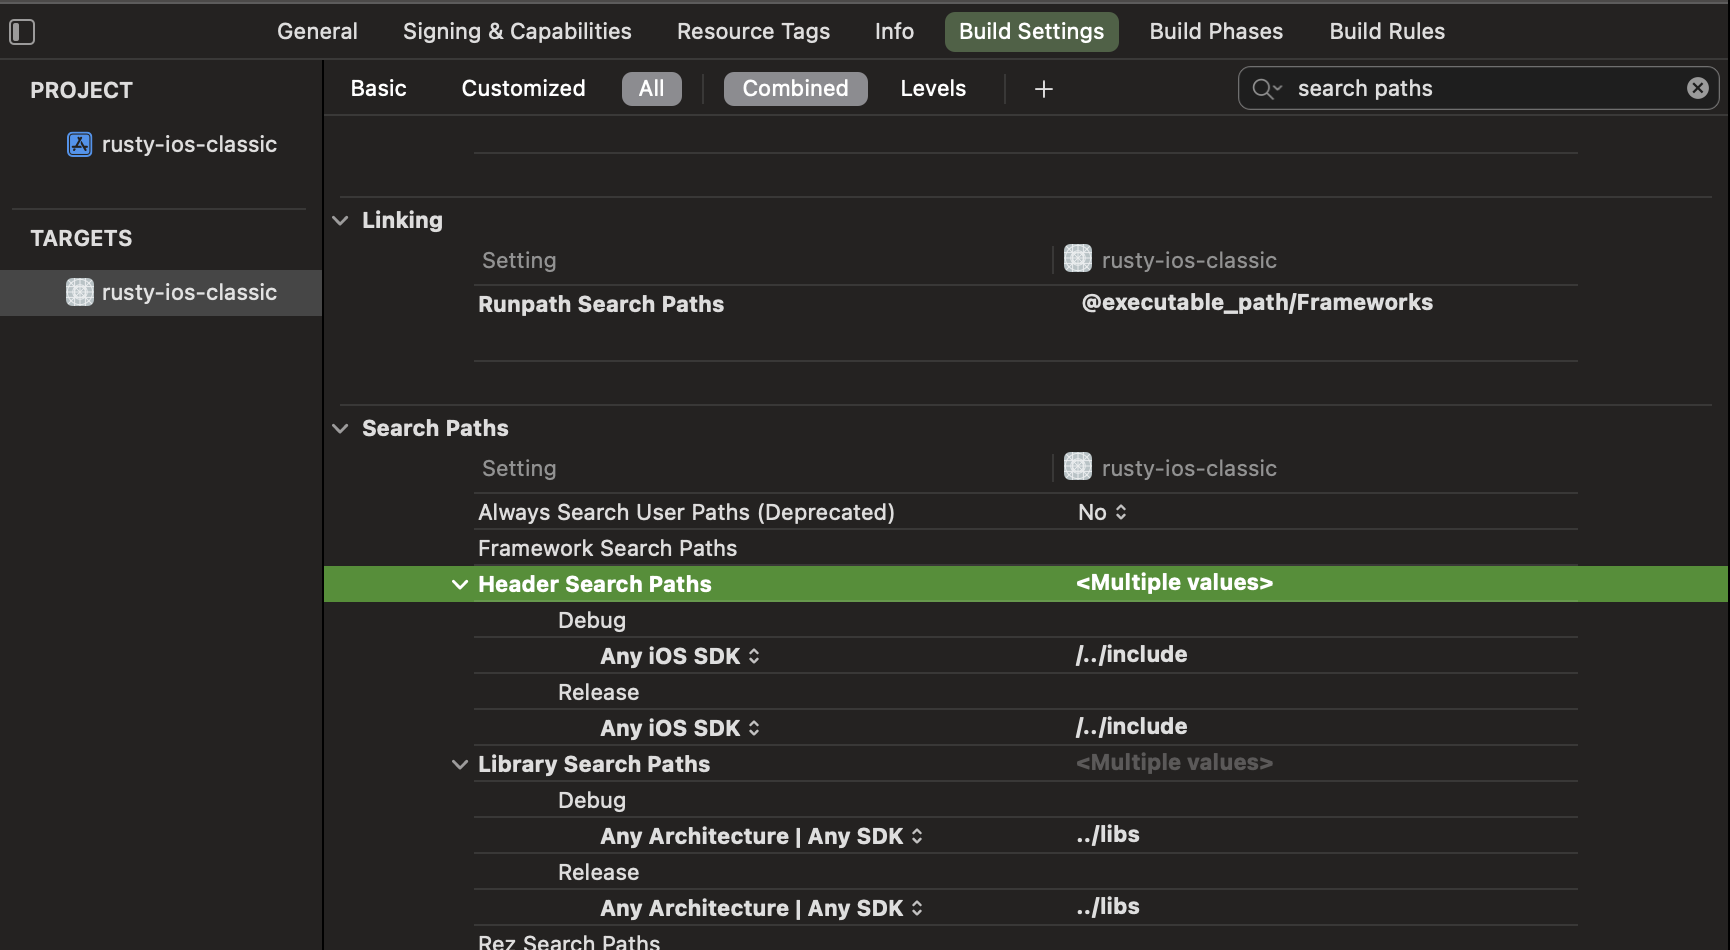 General Signing & Capabilities Resource Tags Info Build Settings Build Phases Build Rules
PROJECT
rusty-ios-classic
TARGETS
rusty-ios-classic
Basic Customized All Combined Levels + search paths
Linking
Setting rusty-ios-classic
Runpath Search Paths @executable_path/Frameworks
Search Paths
Setting rusty-ios-classic
Always Search User Paths (Deprecated) No
Framework Search Paths
Header Search Paths <Multiple values>
Debug
Any iOS SDK /../include
Release
Any iOS SDK /../include
Library Search Paths <Multiple values>
Debug
Any Architecture | Any SDK ../libs
Release
Any Architecture | Any SDK ../libs
Rez Search Paths